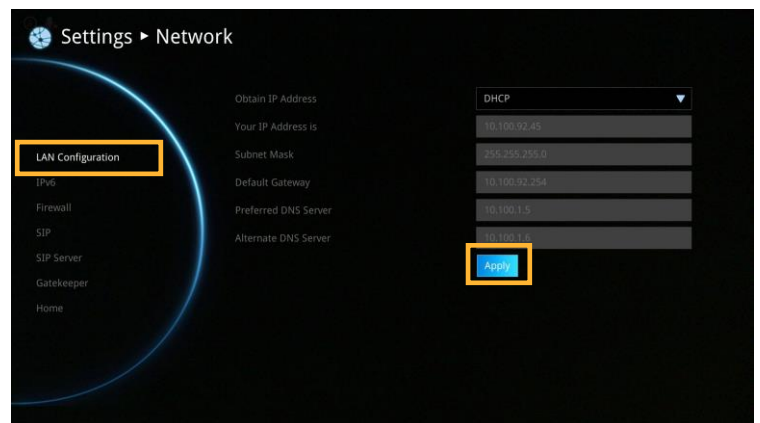 Settings ▸ Network
Obtain IP Address DHCP
Your IP Address is 10.100.92.45
LAN Configuration Subnet Mask 255.255.255.0
IPv6 Default Gateway 10.100.92.254
Firewall Preferred DNS Server 10.100.1.5
SIP Alternate DNS Server 10.100.1.6
SIP Server Apply
Gatekeeper
Home